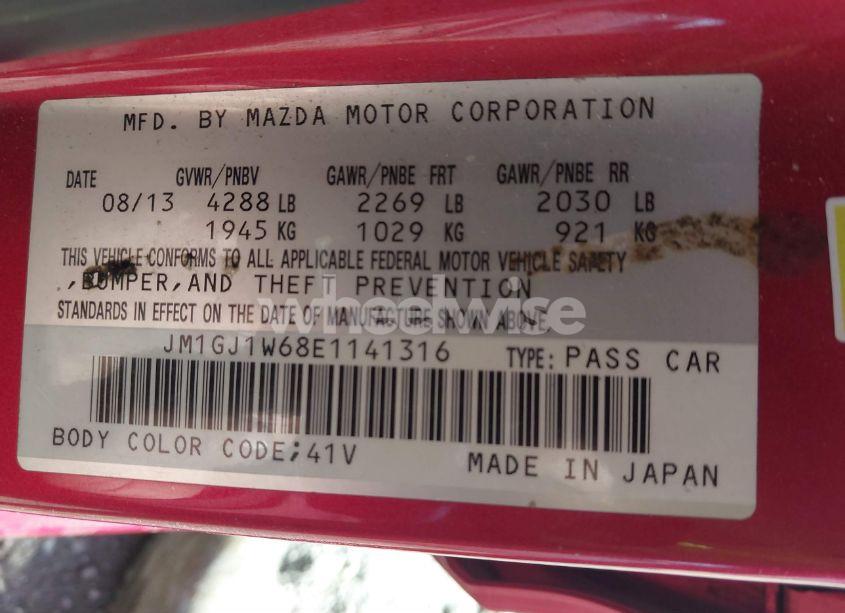 MFD. BY MAZDA MOTOR CORPORATION
DATE GVWR/PNBV GAWR/PNBE FRT GAWR/PNBE RR
08/13 4288 LB 2269 LB 2030 LB
1945 KG 1029 KG 921 KG
THIS VEHICLE CONFORMS TO ALL APPLICABLE FEDERAL MOTOR VEHICLE SAFETY
,BUMPER,AND THEFT PREVENTION
STANDARDS IN EFFECT ON THE DATE OF MANUFACTURE SHOWN ABOVE.
wheelwise
JM1GJ1W68E1141316 TYPE: PASS CAR
BODY COLOR CODE;41V
MADE IN JAPAN